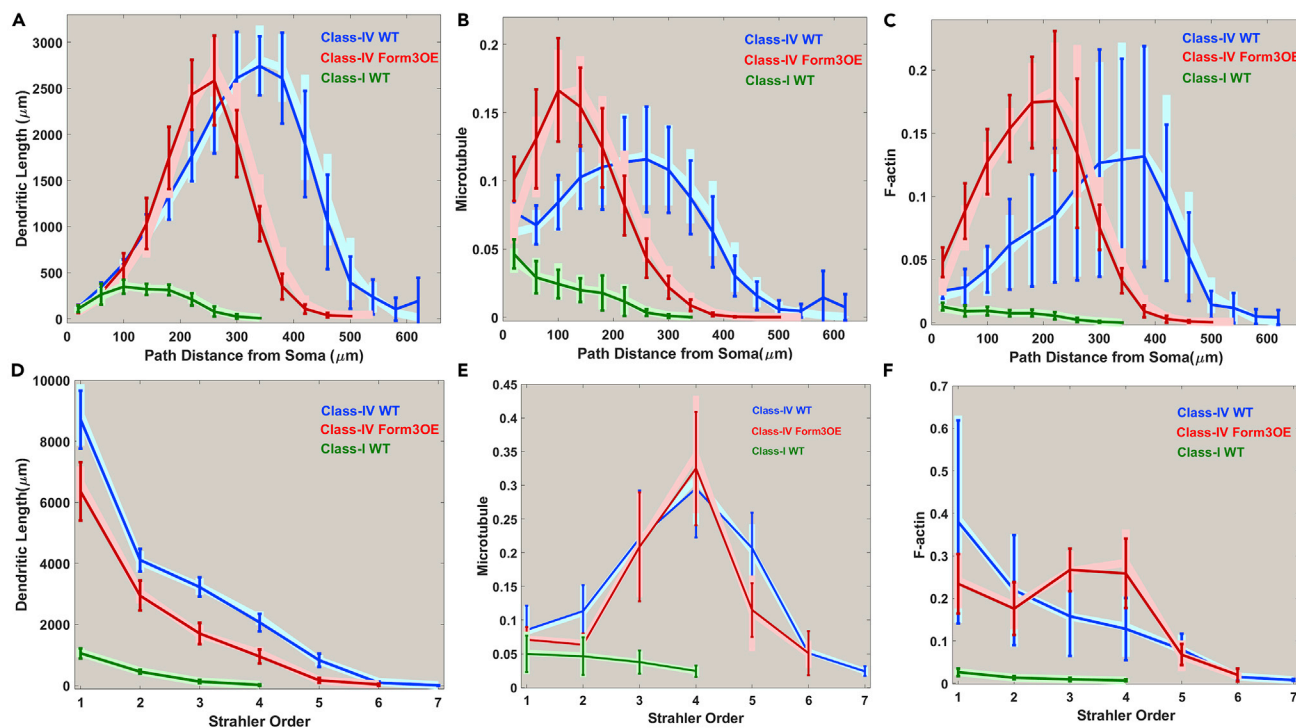 A
Dendritic Length (μm)
3000
2500
2000
1500
1000
500
0
Class-IV WT
Class-IV Form3OE
Class-I WT
0 100 200 300 400 500 600
Path Distance from Soma (μm)
B
Microtubule
0.2
0.15
0.1
0.05
0
Class-IV WT
Class-IV Form3OE
Class-I WT
0 100 200 300 400 500 600
Path Distance from Soma(μm)
C
F-actin
0.2
0.15
0.1
0.05
0
Class-IV WT
Class-IV Form3OE
Class-I WT
0 100 200 300 400 500 600
Path Distance from Soma(μm)
D
Dendritic Length(μm)
10000
8000
6000
4000
2000
0
Class-IV WT
Class-IV Form3OE
Class-I WT
1 2 3 4 5 6 7
Strahler Order
E
Microtubule
0.45
0.4
0.35
0.3
0.25
0.2
0.15
0.1
0.05
0
Class-IV WT
Class-IV Form3OE
Class-I WT
1 2 3 4 5 6 7
Strahler Order
F
F-actin
0.7
0.6
0.5
0.4
0.3
0.2
0.1
0
Class-IV WT
Class-IV Form3OE
Class-I WT
1 2 3 4 5 6 7
Strahler Order